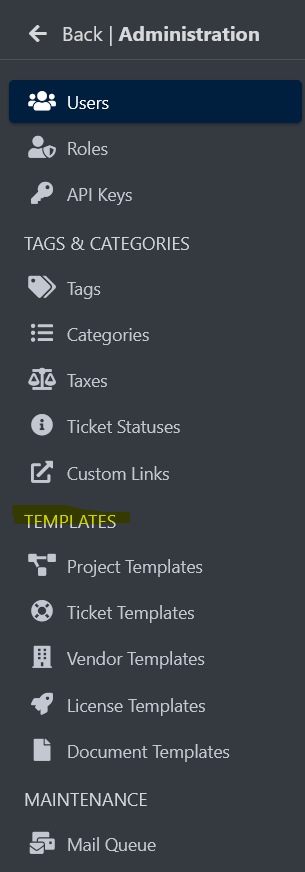 Back | Administration
Users
Roles
API Keys
TAGS & CATEGORIES
Tags
Categories
Taxes
Ticket Statuses
Custom Links
TEMPLATES
Project Templates
Ticket Templates
Vendor Templates
License Templates
Document Templates
MAINTENANCE
Mail Queue